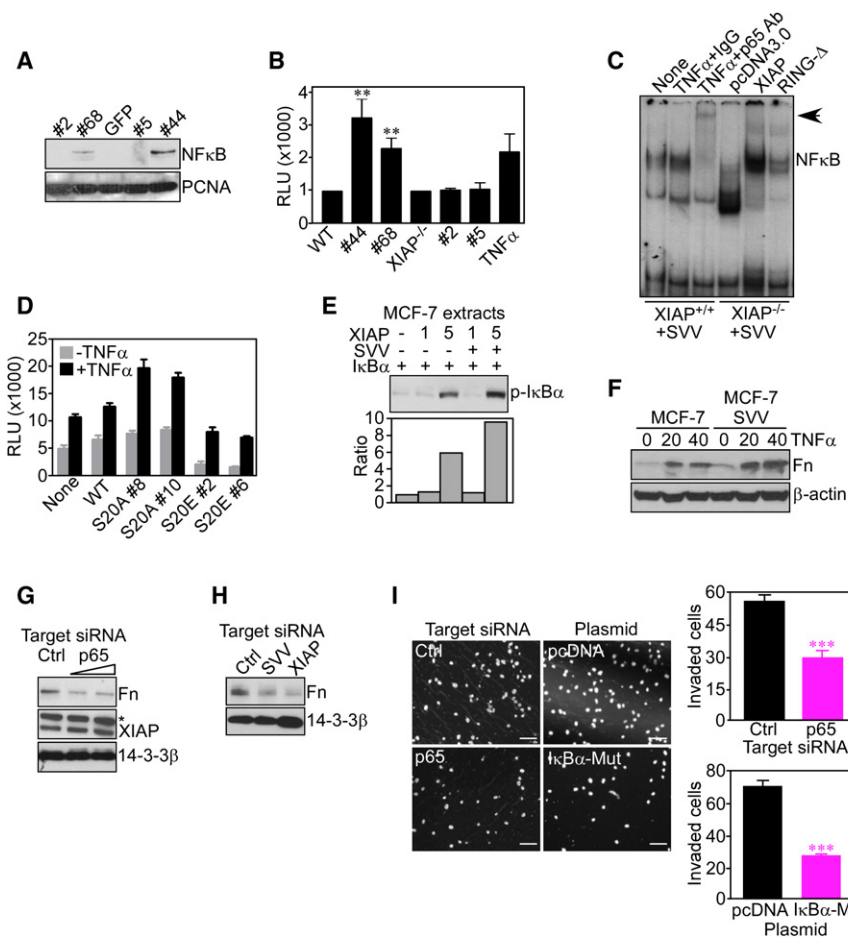 A
#2 #68 GFP #5 #44
NFκB
PCNA
B
RLU (x1000)
4
3
2
1
0
** **
WT #44 #68 XIAP-/- #2 #5 TNFα
C
None TNFα+IgG TNFα+p65 Ab pcDNA3.0 XIAP RING-Δ
NFκB
XIAP+/+ +SVV
XIAP-/- +SVV
D
RLU (x1000)
25
20
15
10
5
0
-TNFα
+TNFα
None WT S20A #8 S20A #10 S20E #2 S20E #6
E
MCF-7 extracts
XIAP - 1 5 1 5
SVV - - - + +
IκBα + + + + +
p-IκBα
Ratio
10
8
6
4
2
0
F
MCF-7 MCF-7 SVV
0 20 40 0 20 40 TNFα
Fn
β-actin
G
Target siRNA
Ctrl p65
Fn
*
XIAP
14-3-3β
H
Target siRNA
Ctrl SVV XIAP
Fn
14-3-3β
I
Target siRNA Plasmid
Ctrl pcDNA
p65 IκBα-Mut
Invaded cells
60
45
30
15
0
***
Ctrl p65
Target siRNA
Invaded cells
80
60
40
20
0
***
pcDNA IκBα-M
Plasmid